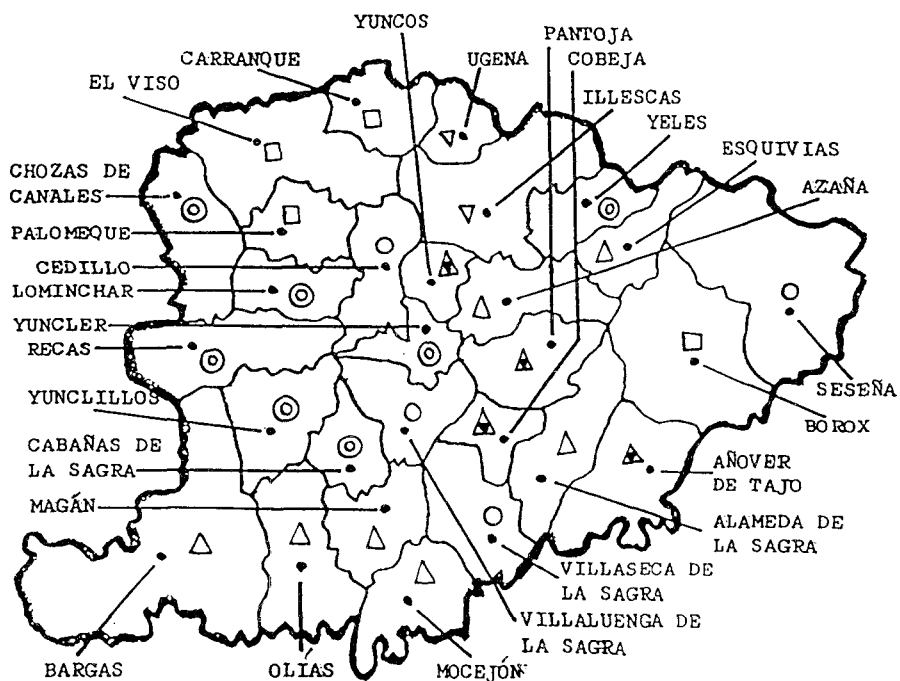 YUNCOS
PANTOJA
COBEJA
CARRANQUE
UGENA
EL VISO
ILLESCAS
YELES
ESQUIVIAS
CHOZAS DE
CANALES
AZAÑA
PALOMEQUE
CEDILLO
LOMINCHAR
YUNCLER
RECAS
SESEÑA
YUNCLILLOS
BOROX
CABAÑAS DE
LA SAGRA
AÑOVER
DE TAJO
MAGÁN
ALAMEDA DE
LA SAGRA
VILLASECA DE
LA SAGRA
VILLALUENGA DE
LA SAGRA
BARGAS
OLÍAS
MOCEJÓN